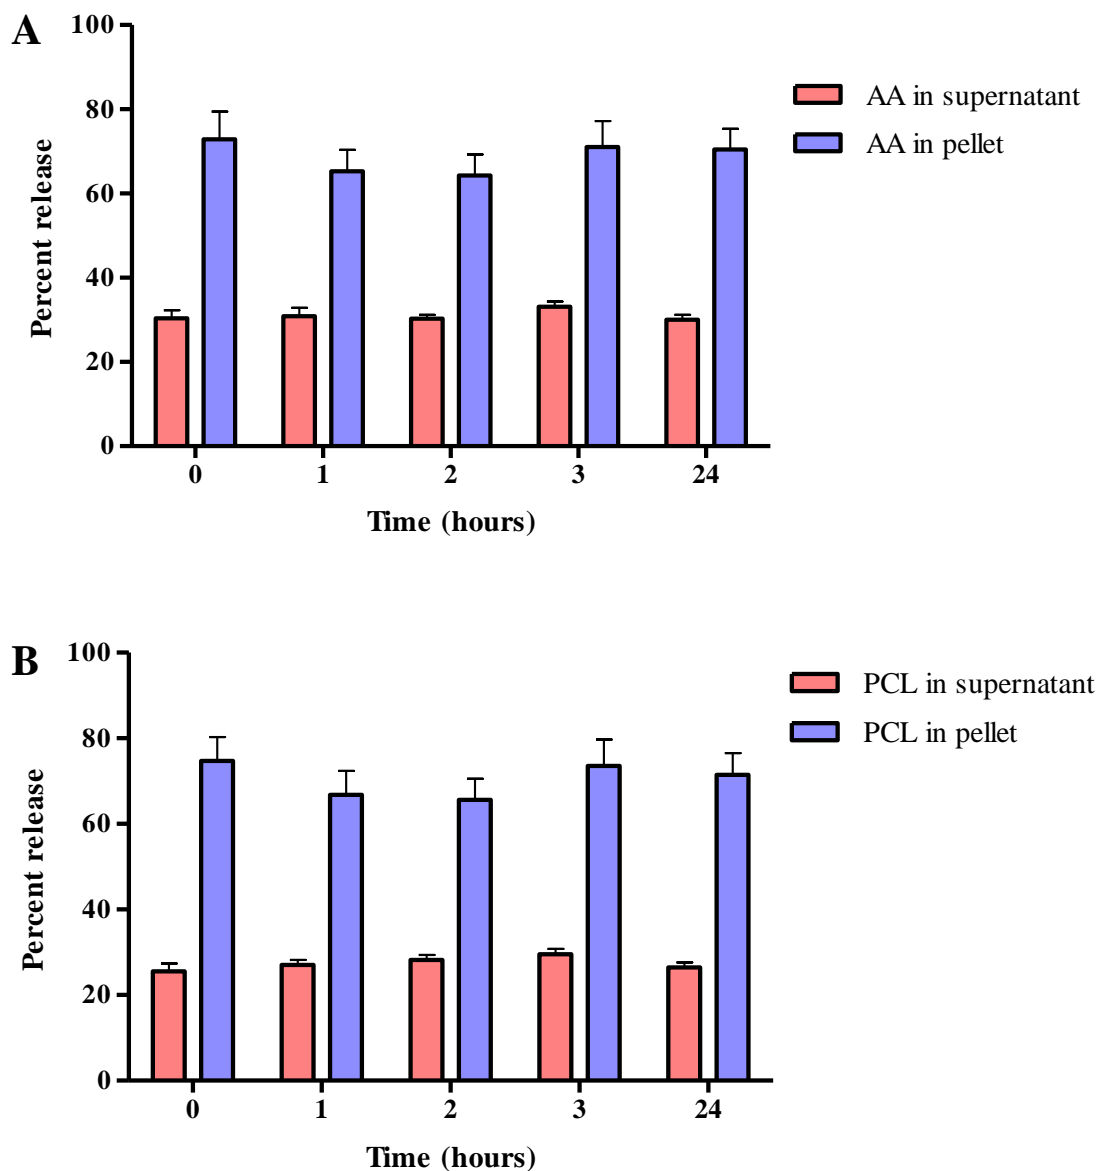 A
100
80
60
40
20
0
Percent release
0 1 2 3 24
Time (hours)
AA in supernatant
AA in pellet
B
100
80
60
40
20
0
Percent release
0 1 2 3 24
Time (hours)
PCL in supernatant
PCL in pellet